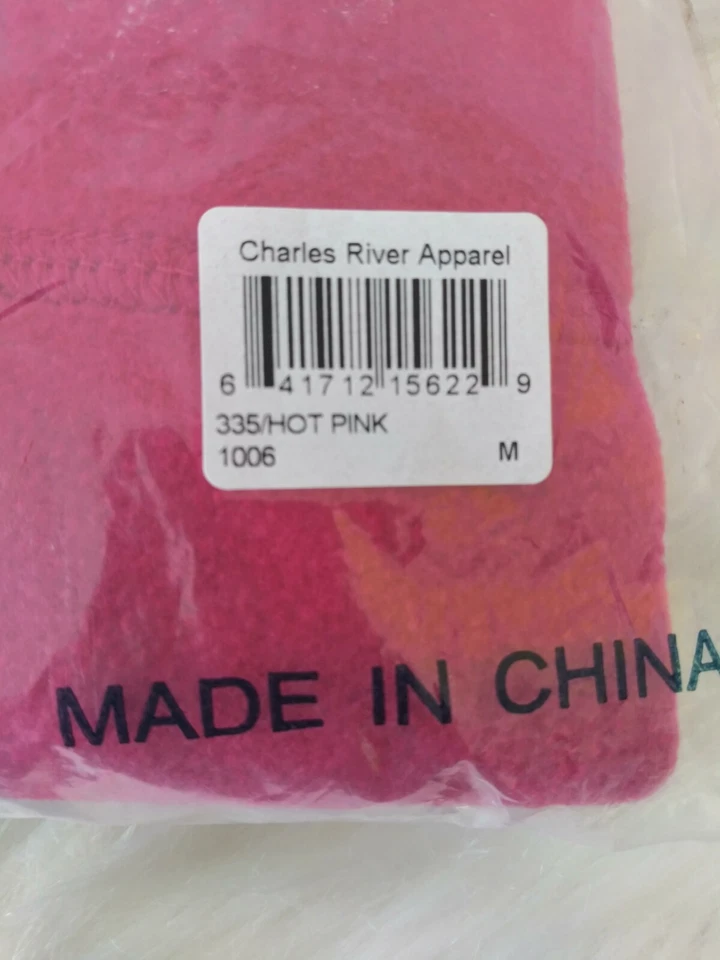 Charles River Apparel
6 41712 15622 9
335/HOT PINK
1006 M
MADE IN CHINA